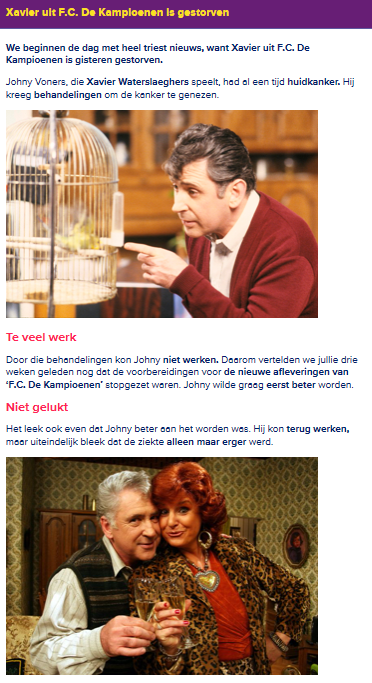 Xavier uit F.C. De Kampioenen is gestorven
We beginnen de dag met heel triest nieuws, want Xavier uit F.C. De
Kampioenen is gisteren gestorven.
Johny Voners, die Xavier Waterslaeghers speelt, had al een tijd huidkanker. Hij
kreeg behandelingen om de kanker te genezen.
Te veel werk
Door die behandelingen kon Johny niet werken. Daarom vertelden we jullie drie
weken geleden nog dat de voorbereidingen voor de nieuwe afleveringen van
‘F.C. De Kampioenen’ stopgezet waren. Johny wilde graag eerst beter worden.
Niet gelukt
Het leek ook even dat Johny beter aan het worden was. Hij kon terug werken,
maar uiteindelijk bleek dat de ziekte alleen maar erger werd.